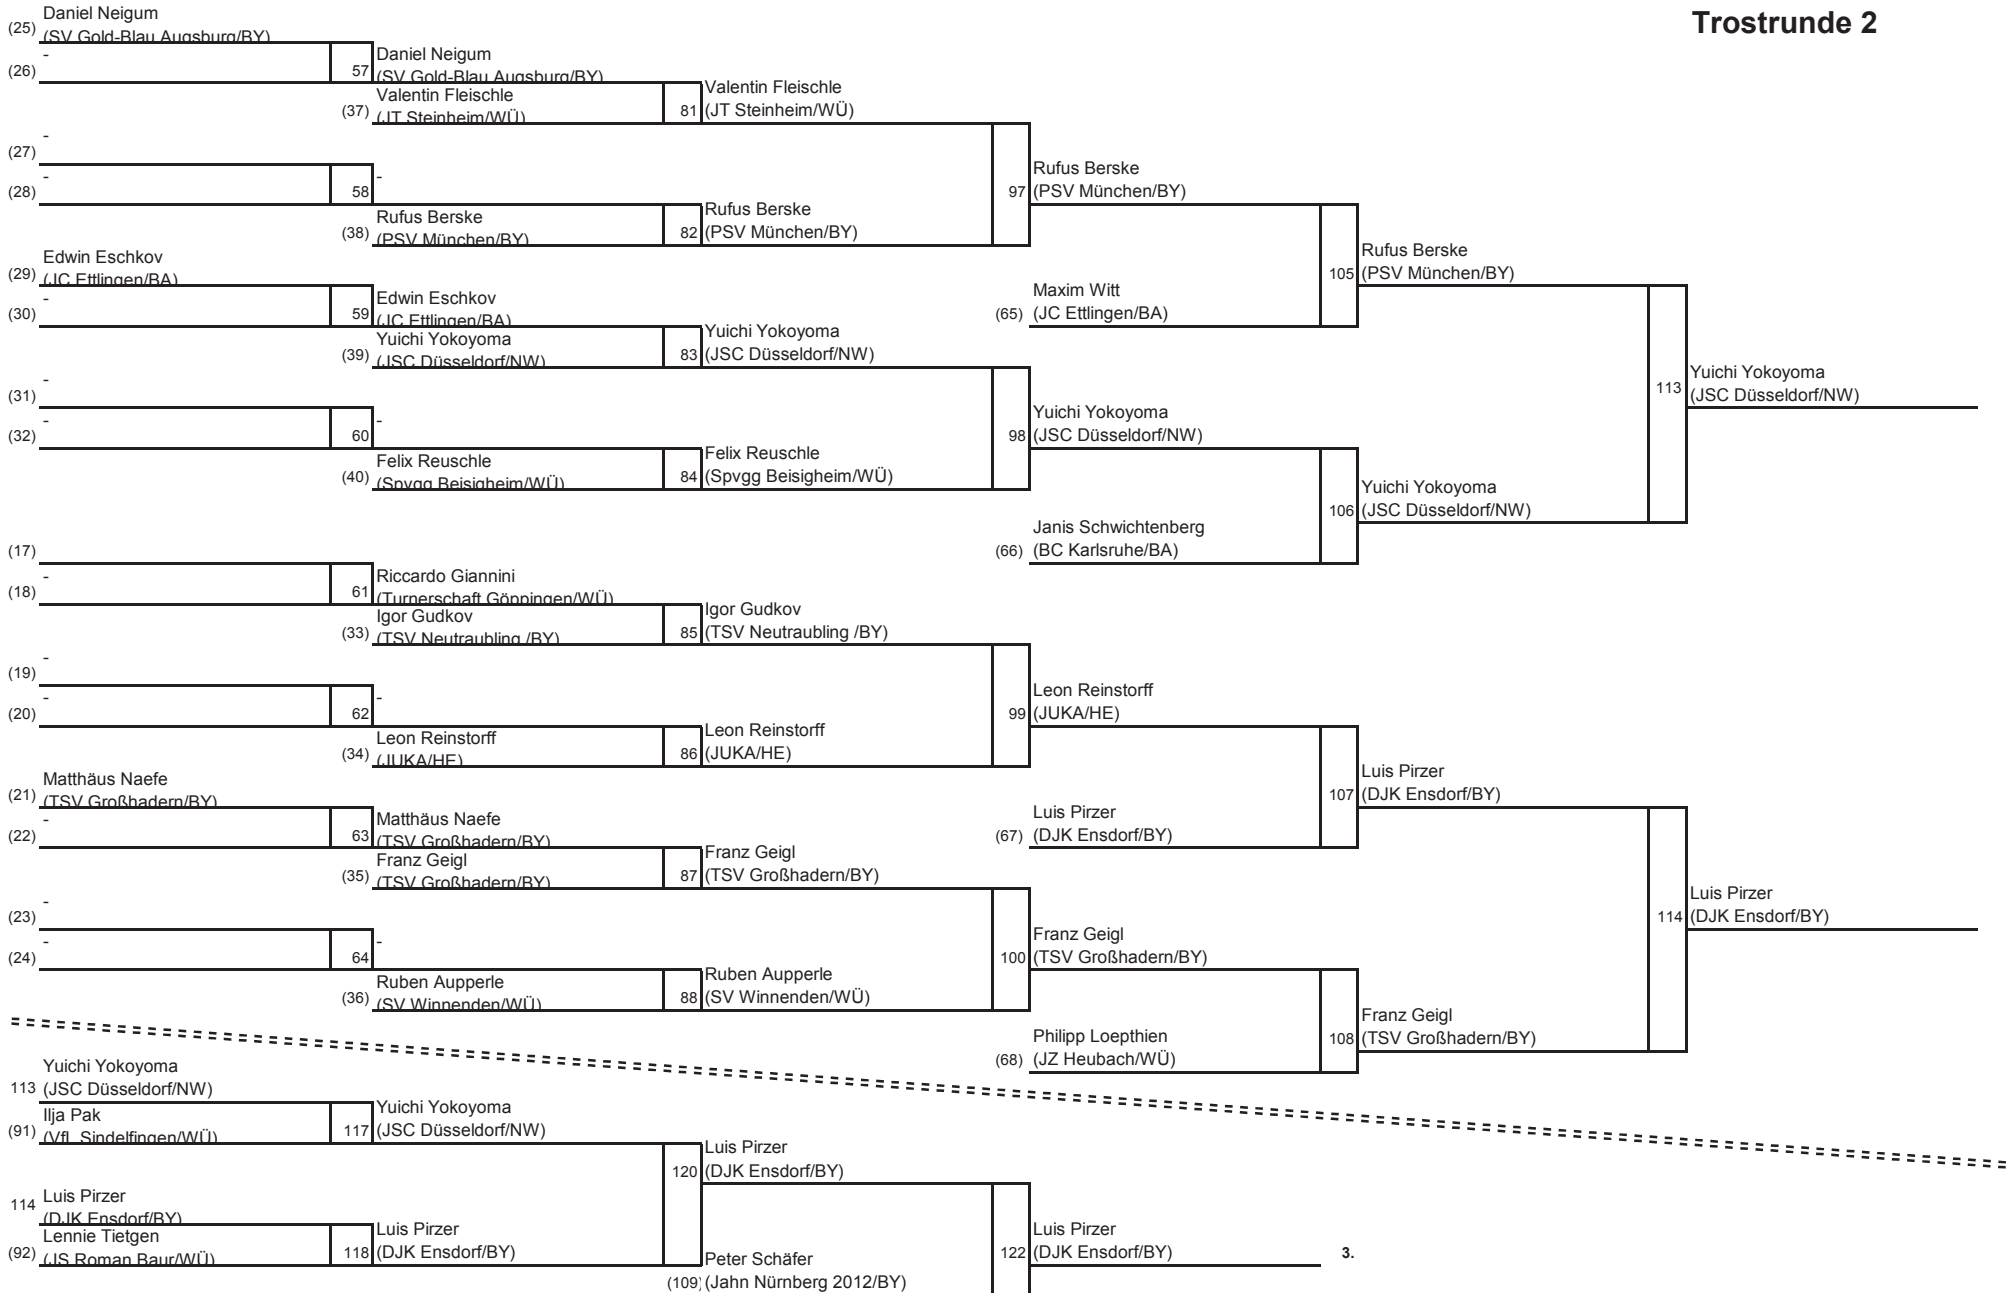 Trostrunde 2
Daniel Neigum
(25) (SV Gold-Blau Augsburg/BY)
-
(26)
57
Daniel Neigum
(SV Gold-Blau Augsburg/BY)
Valentin Fleischle
(37) (JT Steinheim/WÜ)
81
Valentin Fleischle
(JT Steinheim/WÜ)
-
(27)
-
(28)
58
-
Rufus Berske
(38) (PSV München/BY)
82
Rufus Berske
(PSV München/BY)
97
Rufus Berske
(PSV München/BY)
Edwin Eschkov
(29) (JC Ettlingen/BA)
-
(30)
59
Edwin Eschkov
(JC Ettlingen/BA)
Yuichi Yokoyoma
(39) (JSC Düsseldorf/NW)
83
Yuichi Yokoyoma
(JSC Düsseldorf/NW)
Maxim Witt
(65) (JC Ettlingen/BA)
105
Rufus Berske
(PSV München/BY)
-
(31)
-
(32)
60
-
Felix Reuschle
(40) (Spvgg Beisigheim/WÜ)
84
Felix Reuschle
(Spvgg Beisigheim/WÜ)
98
Yuichi Yokoyoma
(JSC Düsseldorf/NW)
Janis Schwichtenberg
(66) (BC Karlsruhe/BA)
106
Yuichi Yokoyoma
(JSC Düsseldorf/NW)
113
Yuichi Yokoyoma
(JSC Düsseldorf/NW)
(17)
-
(18)
61
Riccardo Giannini
(Turnerschaft Göppingen/WÜ)
Igor Gudkov
(33) (TSV Neutraubling /BY)
85
Igor Gudkov
(TSV Neutraubling /BY)
-
(19)
-
(20)
62
-
Leon Reinstorff
(34) (JUKA/HE)
86
Leon Reinstorff
(JUKA/HE)
99
Leon Reinstorff
(JUKA/HE)
Matthäus Naefe
(21) (TSV Großhadern/BY)
-
(22)
63
Matthäus Naefe
(TSV Großhadern/BY)
Franz Geigl
(35) (TSV Großhadern/BY)
87
Franz Geigl
(TSV Großhadern/BY)
Luis Pirzer
(67) (DJK Ensdorf/BY)
107
Luis Pirzer
(DJK Ensdorf/BY)
-
(23)
-
(24)
64
-
Ruben Aupperle
(36) (SV Winnenden/WÜ)
88
Ruben Aupperle
(SV Winnenden/WÜ)
100
Franz Geigl
(TSV Großhadern/BY)
Philipp Loepthien
(68) (JZ Heubach/WÜ)
108
Franz Geigl
(TSV Großhadern/BY)
114
Luis Pirzer
(DJK Ensdorf/BY)
Yuichi Yokoyoma
113 (JSC Düsseldorf/NW)
Ilja Pak
(91) (VfL Sindelfingen/WÜ)
117
Yuichi Yokoyoma
(JSC Düsseldorf/NW)
Luis Pirzer
114 (DJK Ensdorf/BY)
Lennie Tietgen
(92) (JS Roman Baur/WÜ)
118
Luis Pirzer
(DJK Ensdorf/BY)
120
Luis Pirzer
(DJK Ensdorf/BY)
Peter Schäfer
(109) (Jahn Nürnberg 2012/BY)
122
Luis Pirzer
(DJK Ensdorf/BY)
3.